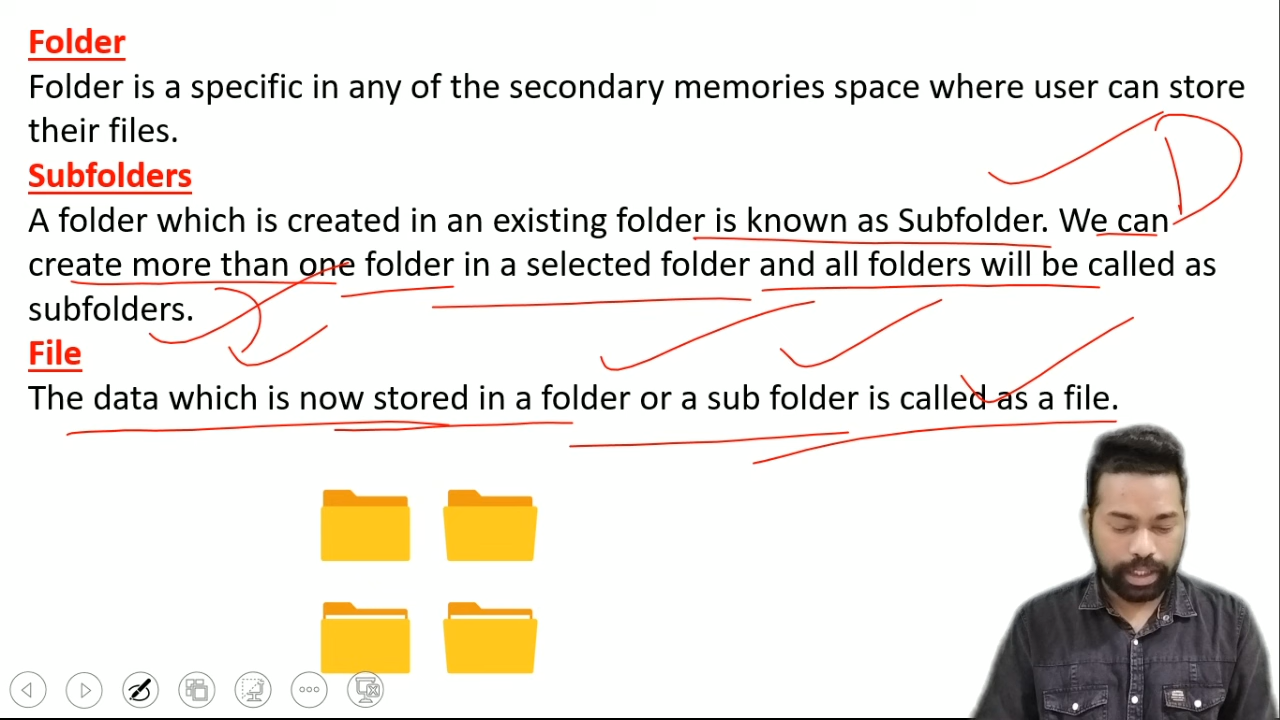 Folder
Folder is a specific in any of the secondary memories space where user can store
their files.
Subfolders
A folder which is created in an existing folder is known as Subfolder. We can
create more than one folder in a selected folder and all folders will be called as
subfolders.
File
The data which is now stored in a folder or a sub folder is called as a file.